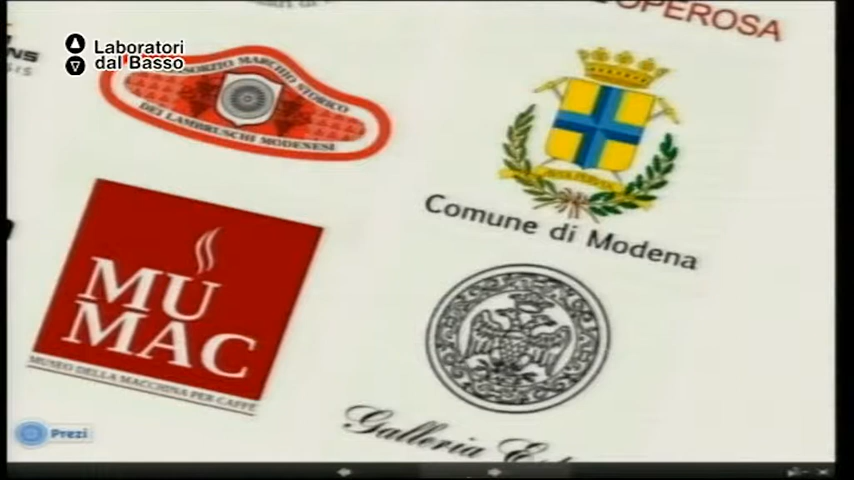 OPEROSA
Laboratori
dal Basso
CONSORZIO MARCHIO STORICO
DEI LAMBRUSCHI MODENESI
Comune di Modena
MU
MAC
MUSEO DELLA MACCHINA PER CAFFÈ
Galleria
Prezi